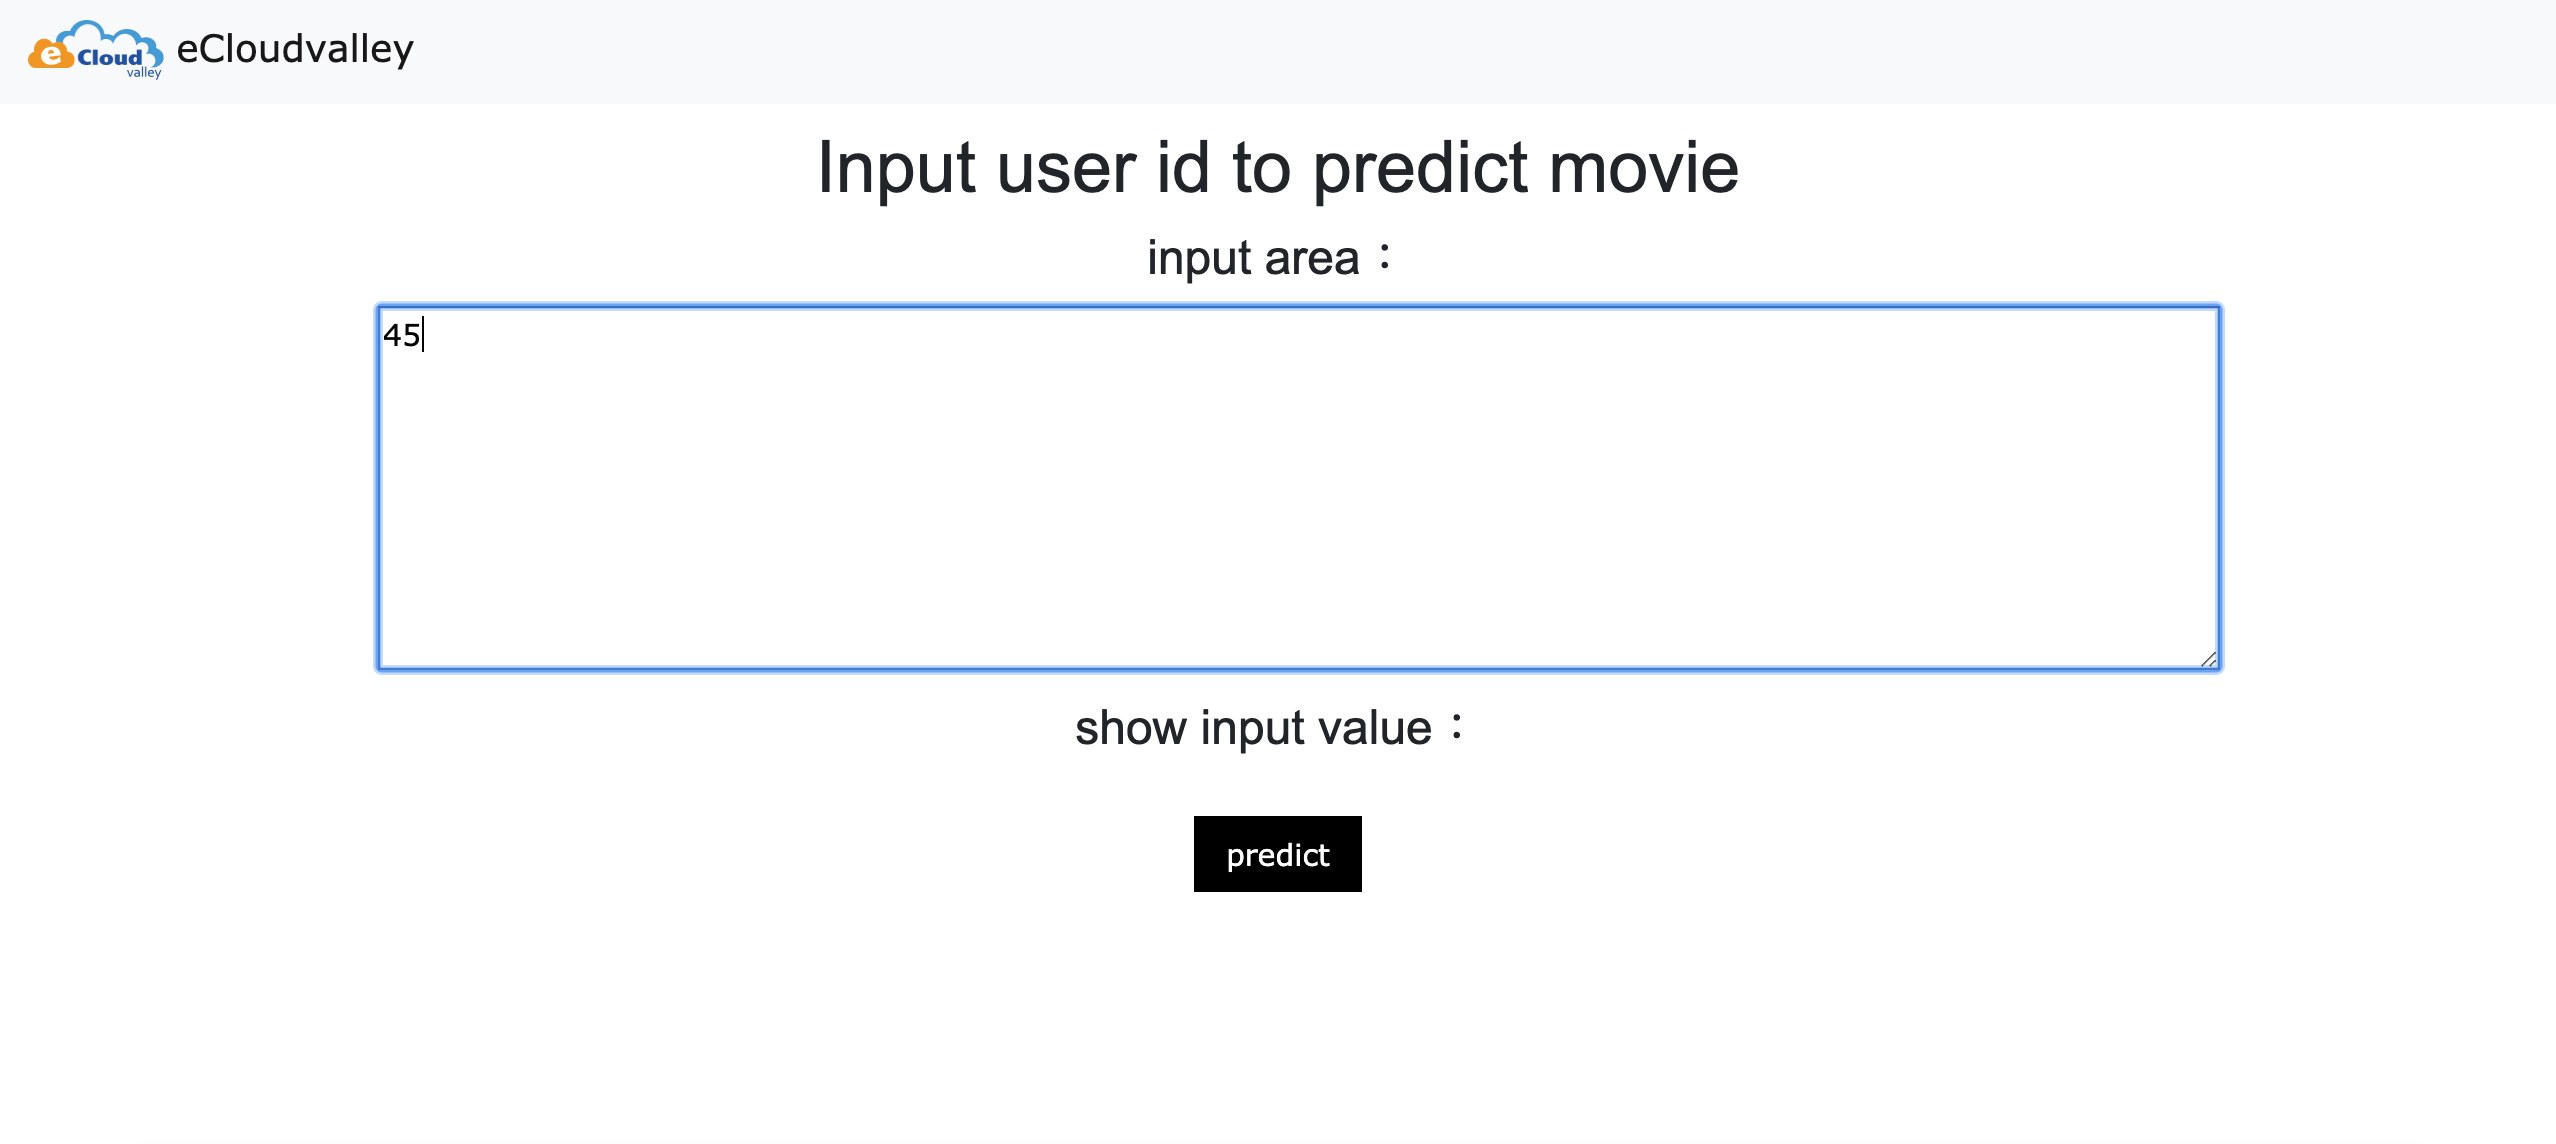 e Cloud valley eCloudvalley
Input user id to predict movie
input area：
45
show input value：
predict